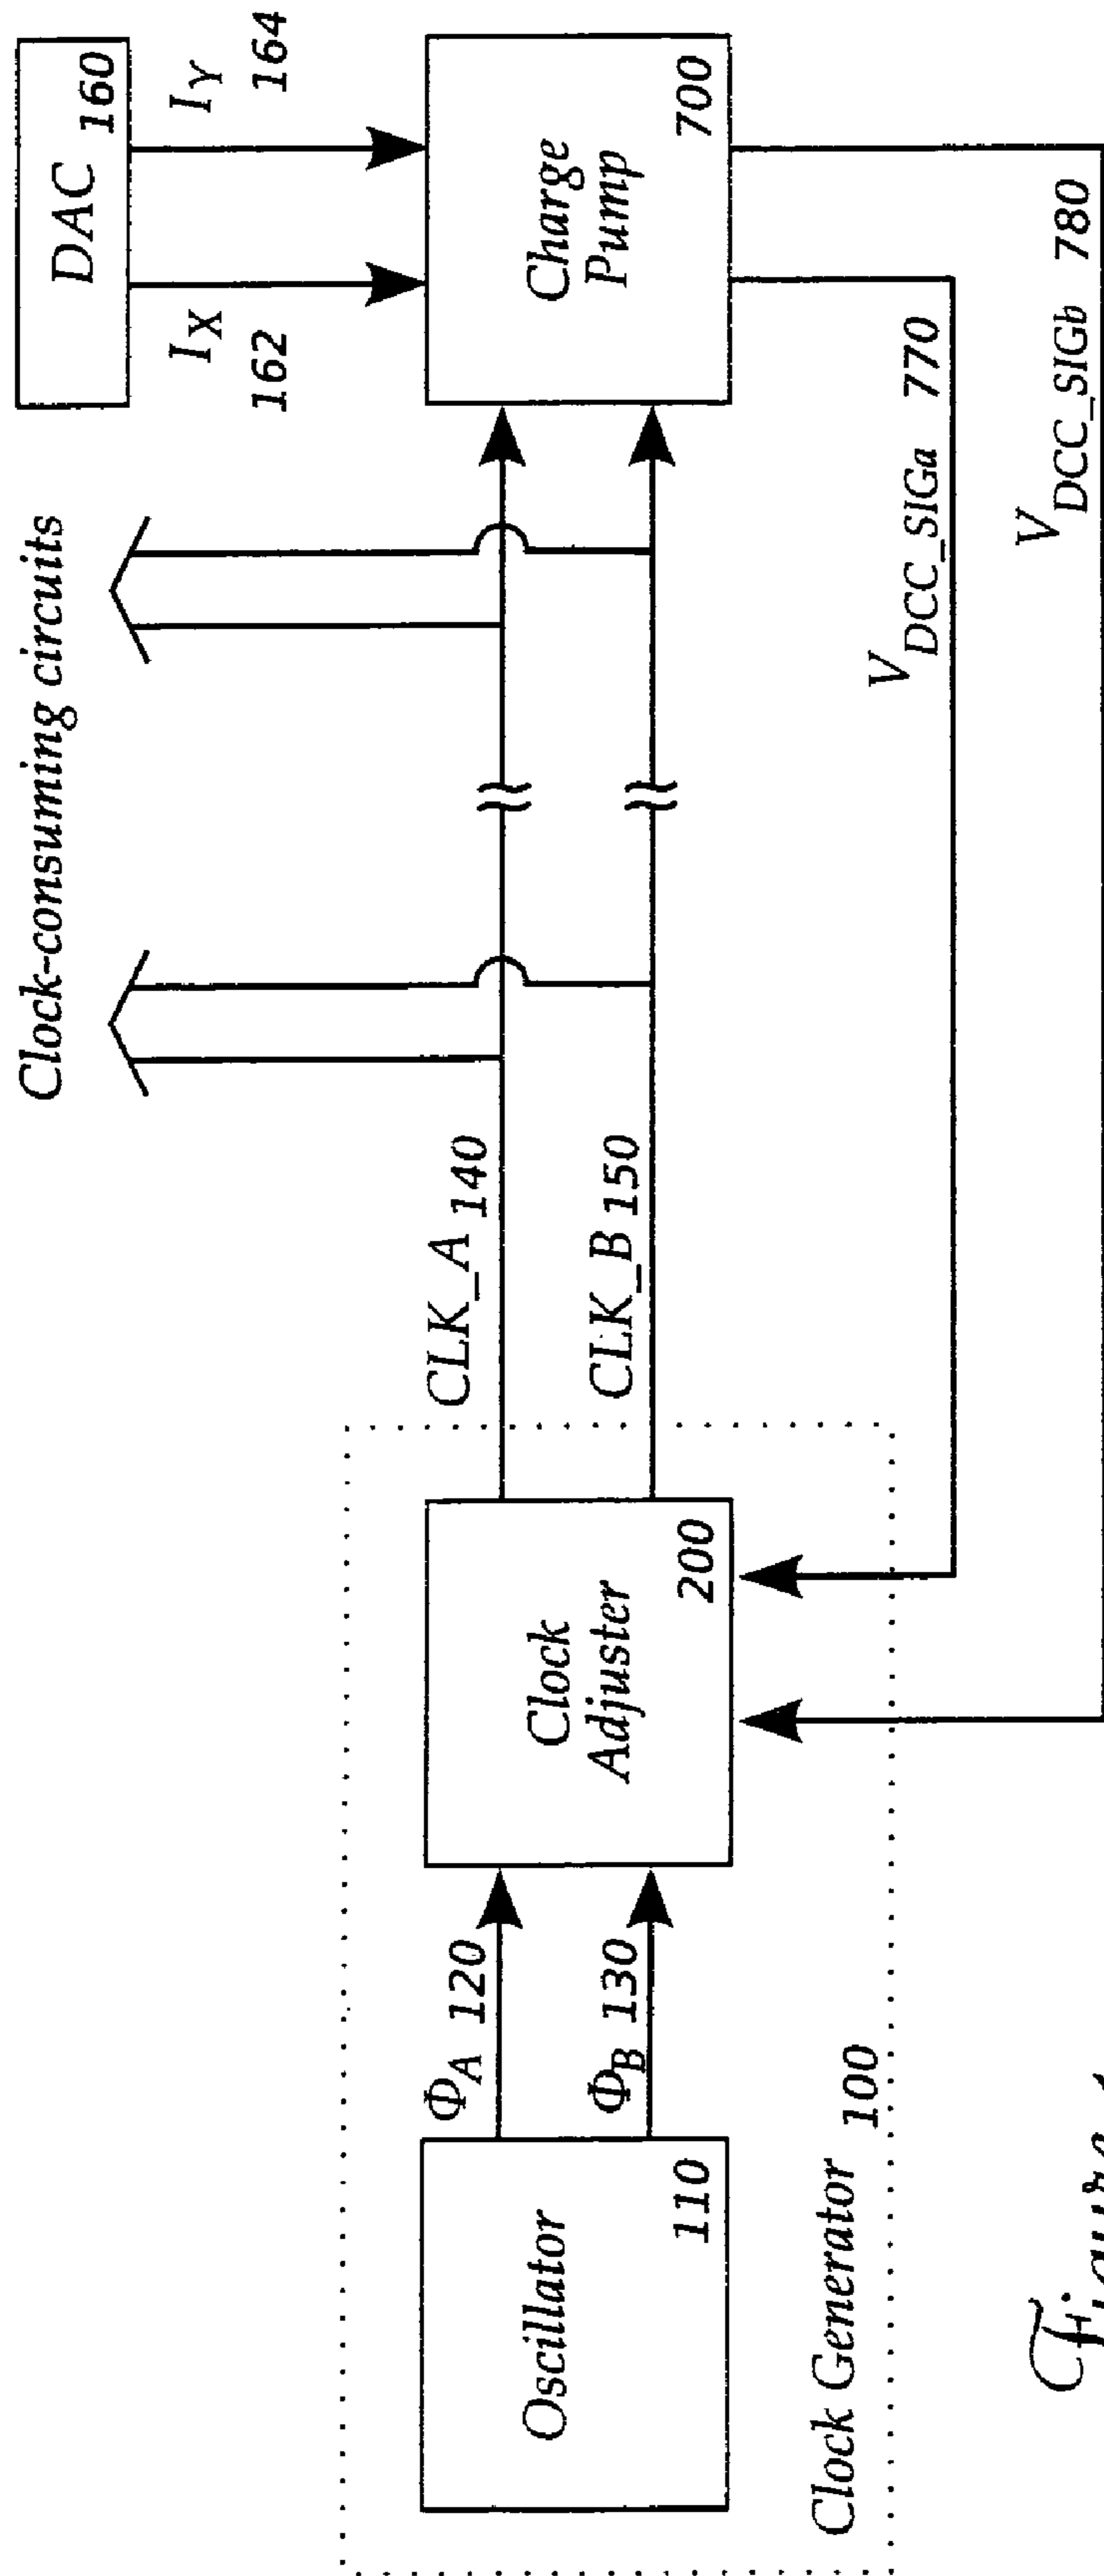 Clock-consuming circuits
DAC
160
I_X
162
I_Y
164
Oscillator
110
Φ_A 120
Φ_B 130
Clock
Adjuster
200
CLK_A 140
CLK_B 150
Charge
Pump
700
Clock Generator 100
V_DCC_SIGa 770
V_DCC_SIGb 780
Figure